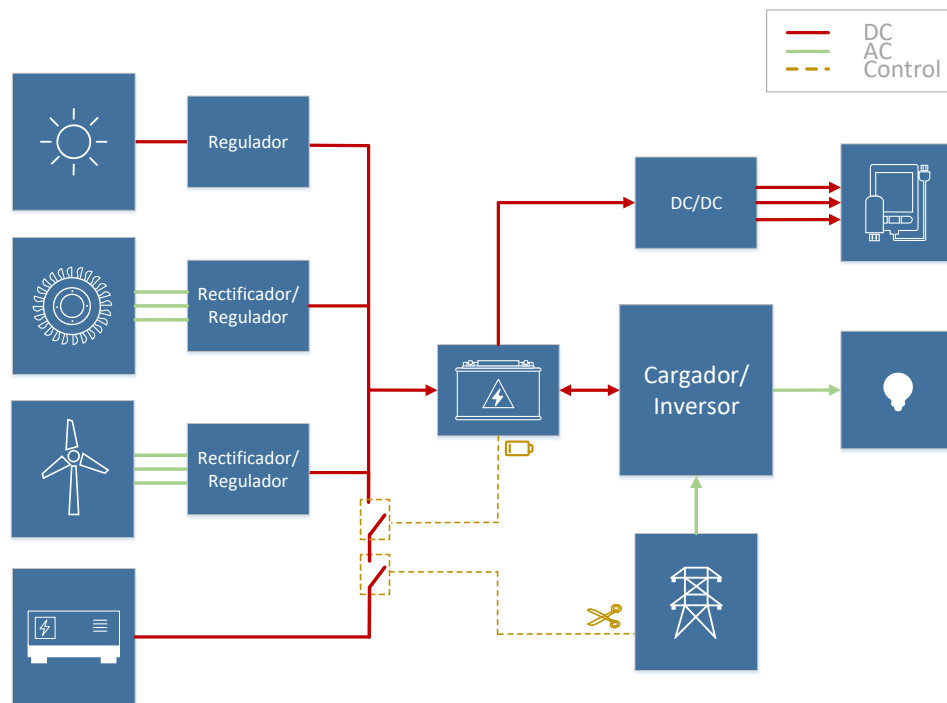 DC
AC
Control
Regulador
DC/DC
Rectificador/
Regulador
Cargador/
Inversor
Rectificador/
Regulador